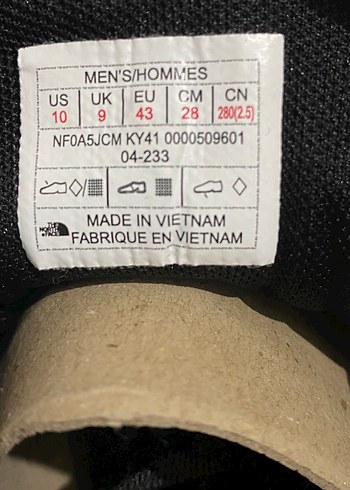 MEN'S/HOMMES
US UK EU CM CN
10 9 43 28 280(2.5)
NF0A5JCM KY41 0000509601
04-233
THE NORTH FACE
MADE IN VIETNAM
FABRIQUE EN VIETNAM